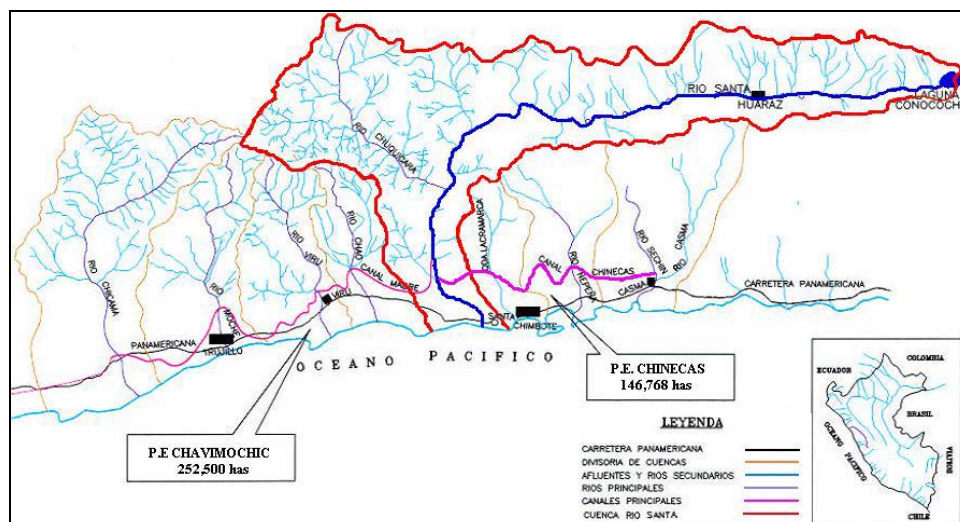 RIO SANTA
HUARAZ
LAGUNA
CONOCOCH
RIO CHUQUICARA
RIO
CHICAMA
RIO
MOCHE
RIO
VIRU
RIO
CHAO
VIRU
CANAL MADRE
QDA. LACRAMARCA
CANAL
CHINECAS
RIO
NEPEÑA
RIO SECHIN
RIO CASMA
CASMA
CARRETERA PANAMERICANA
PANAMERICANA
TRUJILLO
SANTA
CHIMBOTE
OCEANO PACIFICO
P.E. CHINECAS
146,768 has
P.E CHAVIMOCHIC
252,500 has
LEYENDA
CARRETERA PANAMERICANA
DIVISORIA DE CUENCAS
AFLUENTES Y RIOS SECUNDARIOS
RIOS PRINCIPALES
CANALES PRINCIPALES
CUENCA RIO SANTA
ECUADOR
COLOMBIA
BRASIL
OCEANO PACIFICO
BOLIVIA
CHILE